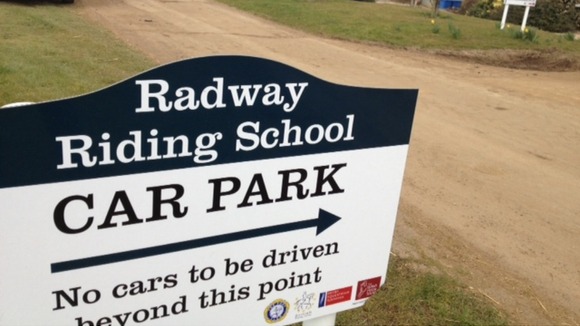 Radway
Riding School
CAR PARK
No cars to be driven
beyond this point